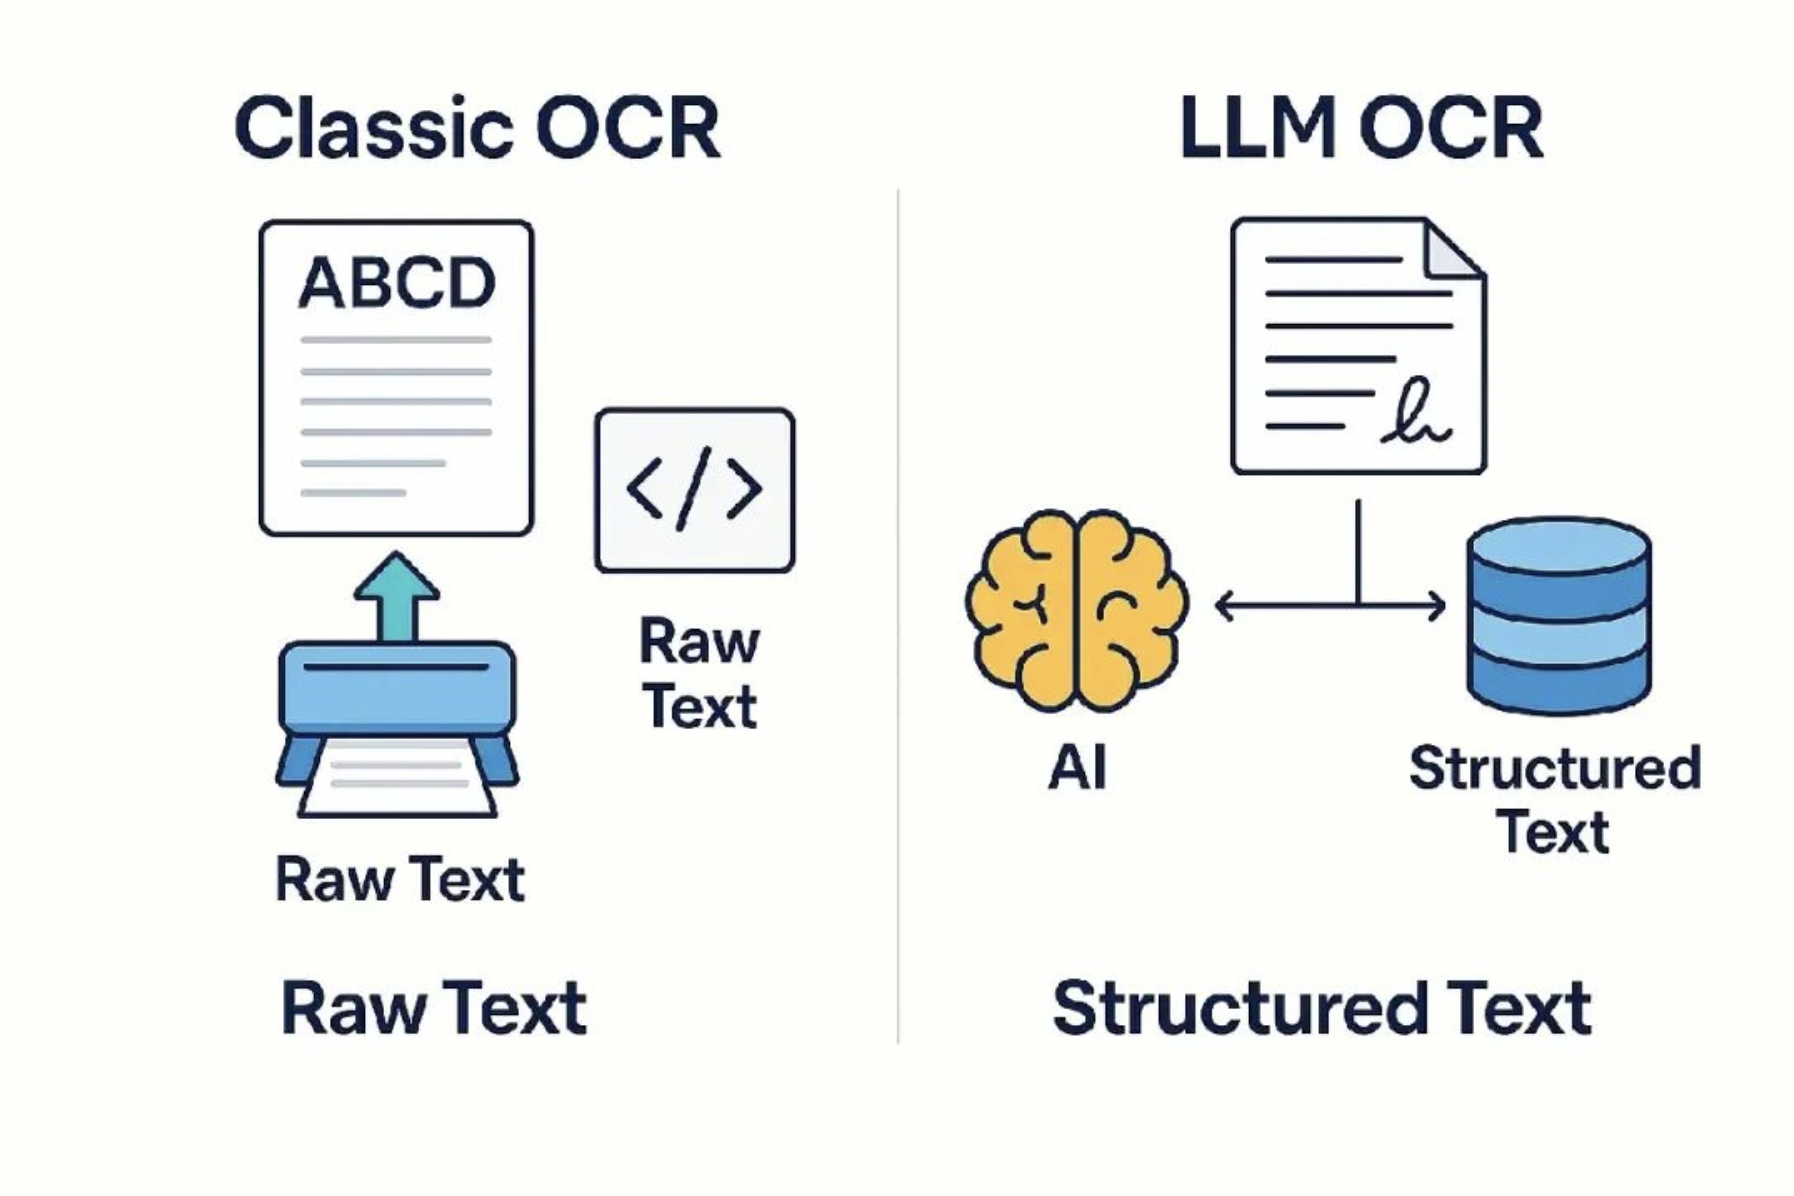 Classic OCR
ABCD
</>
Raw
Text
Raw Text
Raw Text
LLM OCR
AI
Structured
Text
Structured Text